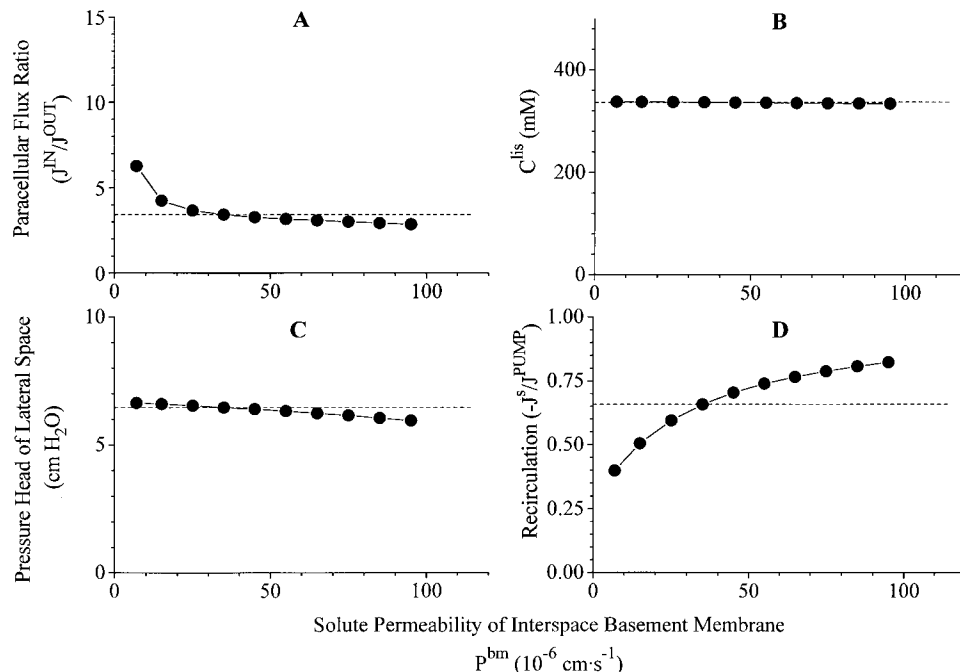 A
15
10
5
0
0
50
100
Paracellular Flux Ratio
(J^IN/J^OUT)
B
400
200
0
0
50
100
C^lis (mM)
C
10
5
0
0
50
100
Pressure Head of Lateral Space
(cm H₂O)
D
1.00
0.75
0.50
0.25
0.00
0
50
100
Recirculation (-J^s/J^PUMP)
Solute Permeability of Interspace Basement Membrane
P^bm (10^-6 cm·s^-1)